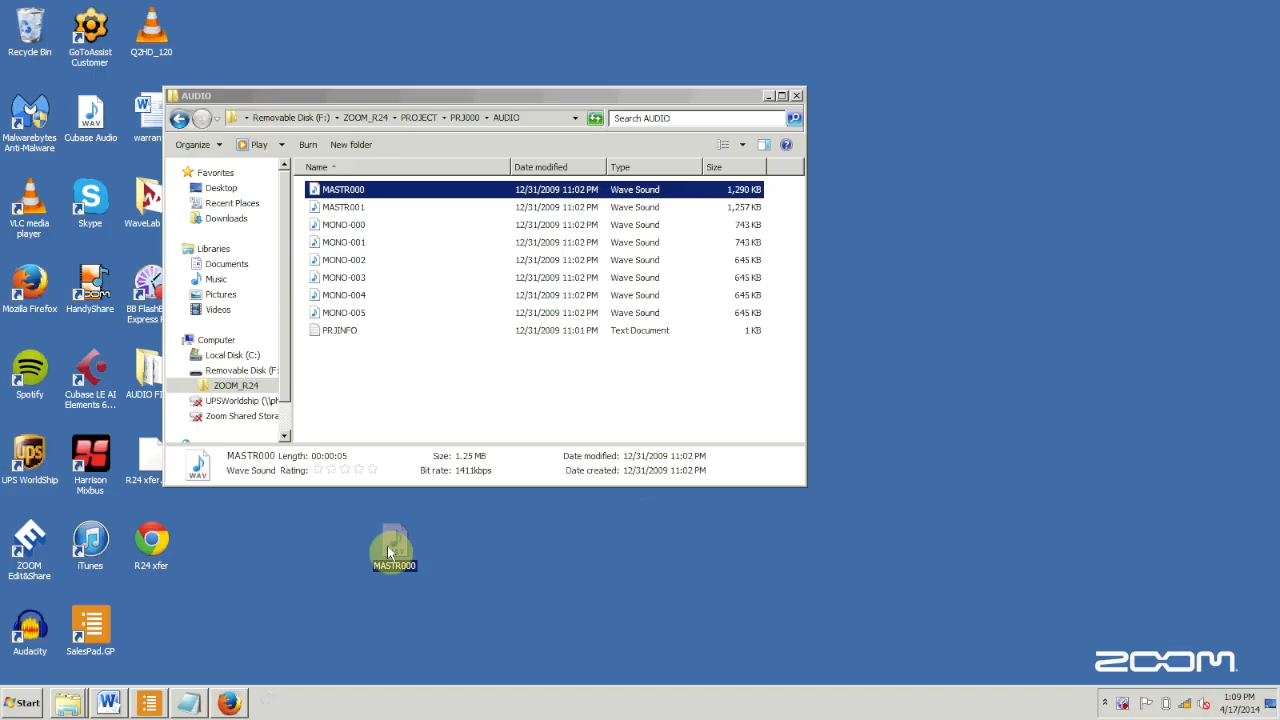 Recycle Bin
GoToAssist
Customer
Q2HD_120
Malwarebytes
Anti-Malware
Cubase Audio
warran
VLC media
player
Skype
WaveLab
Mozilla Firefox
HandyShare
BB FlashB
Express F
Spotify
Cubase LE AI
Elements 6...
AUDIO FI
UPS WorldShip
Harrison
Mixbus
R24 xfer.
ZOOM
Edit&Share
iTunes
R24 xfer
Audacity
SalesPad.GP
AUDIO
Removable Disk (F:) ZOOM_R24 PROJECT PRJ000 AUDIO
Search AUDIO
Organize Play Burn New folder
Favorites
Desktop
Recent Places
Downloads
Libraries
Documents
Music
Pictures
Videos
Computer
Local Disk (C:)
Removable Disk (F:
ZOOM_R24
UPSWorldship (\\ph
Zoom Shared Stora
Name Date modified Type Size
MASTR000 12/31/2009 11:02 PM Wave Sound 1,290 KB
MASTR001 12/31/2009 11:02 PM Wave Sound 1,257 KB
MONO-000 12/31/2009 11:02 PM Wave Sound 743 KB
MONO-001 12/31/2009 11:02 PM Wave Sound 743 KB
MONO-002 12/31/2009 11:02 PM Wave Sound 645 KB
MONO-003 12/31/2009 11:02 PM Wave Sound 645 KB
MONO-004 12/31/2009 11:02 PM Wave Sound 645 KB
MONO-005 12/31/2009 11:02 PM Wave Sound 645 KB
PRJINFO 12/31/2009 11:01 PM Text Document 1 KB
WAV
MASTR000 Length: 00:00:05 Size: 1.25 MB Date modified: 12/31/2009 11:02 PM
Wave Sound Rating: Bit rate: 1411kbps Date created: 12/31/2009 11:02 PM
MASTR000
ZOOM
Start
1:09 PM
4/17/2014